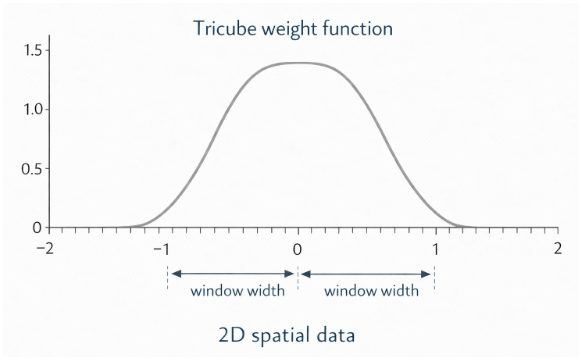 Tricube weight function
1.5
1.0
0.5
0
−2 −1 0 1 2
window width window width
2D spatial data